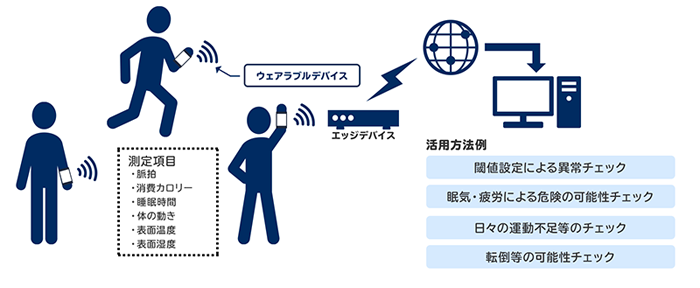 ウェアラブルデバイス
エッジデバイス
測定項目
・脈拍
・消費カロリー
・睡眠時間
・体の動き
・表面温度
・表面湿度
活用方法例
閾値設定による異常チェック
眠気・疲労による危険の可能性チェック
日々の運動不足等のチェック
転倒等の可能性チェック